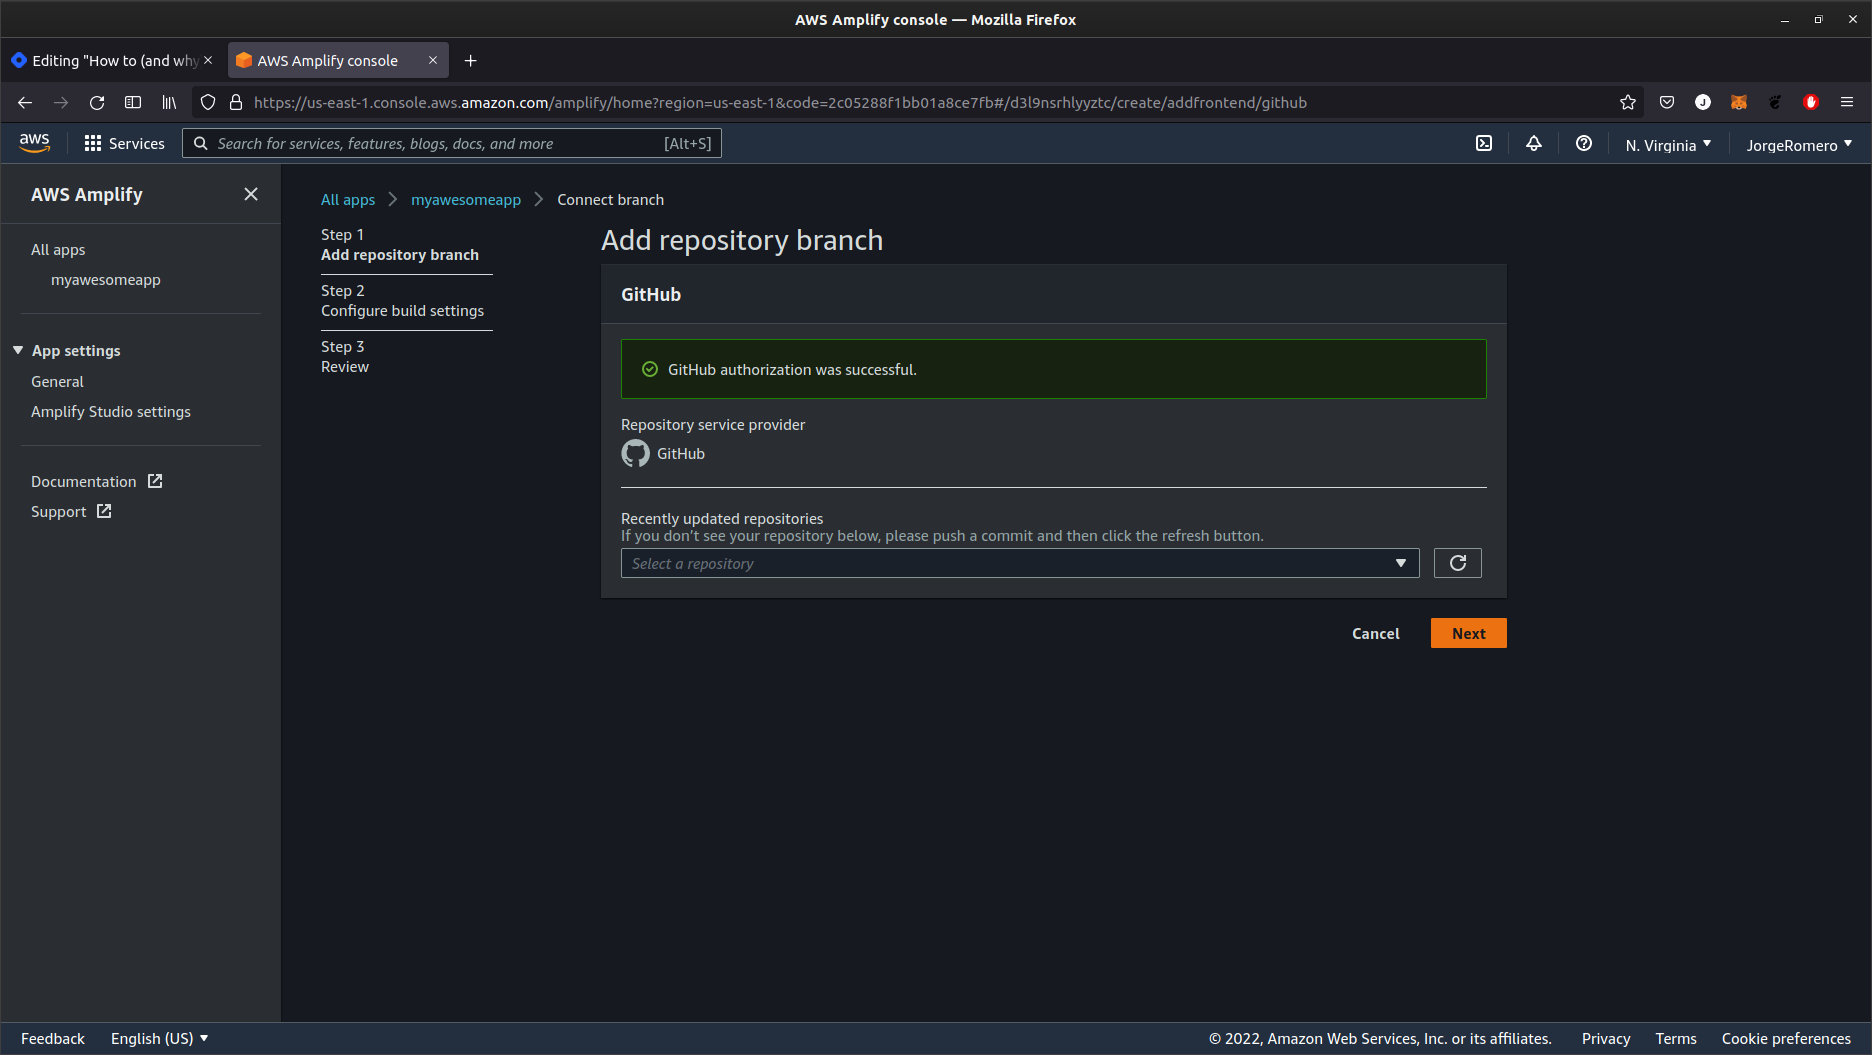 AWS Amplify console — Mozilla Firefox
Editing "How to (and why
AWS Amplify console
https://us-east-1.console.aws.amazon.com/amplify/home?region=us-east-1&code=2c05288f1bb01a8ce7fb#/d3l9nsrhlyyztc/create/addfrontend/github
J
aws
Services
Search for services, features, blogs, docs, and more
[Alt+S]
N. Virginia
JorgeRomero
AWS Amplify
All apps
myawesomeapp
App settings
General
Amplify Studio settings
Documentation
Support
All apps
myawesomeapp
Connect branch
Step 1
Add repository branch
Step 2
Configure build settings
Step 3
Review
Add repository branch
GitHub
GitHub authorization was successful.
Repository service provider
GitHub
Recently updated repositories
If you don’t see your repository below, please push a commit and then click the refresh button.
Select a repository
Cancel
Next
Feedback
English (US)
© 2022, Amazon Web Services, Inc. or its affiliates.
Privacy
Terms
Cookie preferences